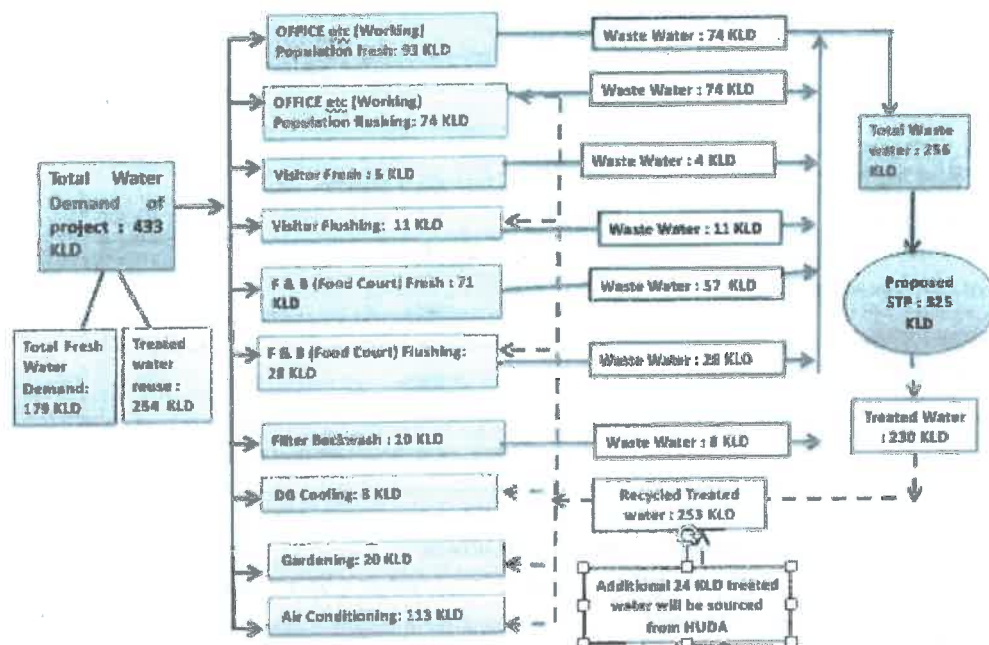 OFFICE etc (Working)
Population fresh: 93 KLD
Waste Water : 74 KLD
OFFICE etc (Working)
Population flushing: 74 KLD
Waste Water : 74 KLD
Total Waste
water : 256
KLD
Total Water
Demand of
project : 433
KLD
Visitor Fresh : 5 KLD
Waste Water : 4 KLD
Visitor Flushing: 11 KLD
Waste Water : 11 KLD
F & B (Food Court) Fresh : 71
KLD
Waste Water : 57 KLD
Proposed
STP : 325
KLD
Total Fresh
Water
Demand:
179 KLD
Treated
water
reuse :
254 KLD
F & B (Food Court) Flushing:
28 KLD
Waste Water : 28 KLD
Treated Water
: 230 KLD
Filter Backwash : 10 KLD
Waste Water : 8 KLD
DG Cooling: 8 KLD
Recycled Treated
water : 253 KLD
Gardening: 20 KLD
Additional 24 KLD treated
water will be sourced
from HUDA
Air Conditioning: 113 KLD